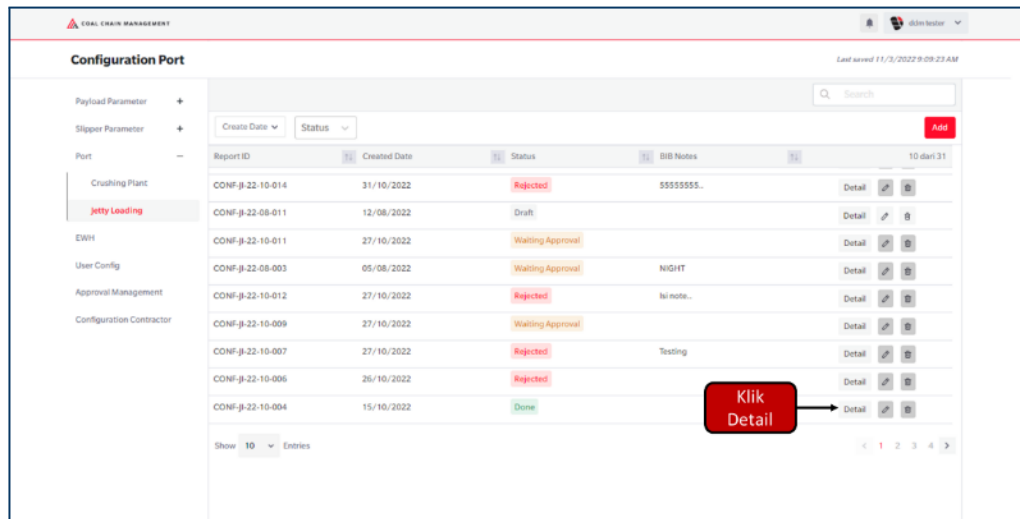 COAL CHAIN MANAGEMENT
ddm tester
Configuration Port
Last saved 11/3/2022 9:09:23 AM
Search
Payload Parameter +
Slipper Parameter +
Port −
Crushing Plant
Jetty Loading
EWH
User Config
Approval Management
Configuration Contractor
Create Date Status
Add
Report ID Created Date Status BIB Notes 10 dari 31
CONF-JI-22-10-014 31/10/2022 Rejected 55555555.. Detail
CONF-JI-22-08-011 12/08/2022 Draft Detail
CONF-JI-22-10-011 27/10/2022 Waiting Approval Detail
CONF-JI-22-08-003 05/08/2022 Waiting Approval NIGHT Detail
CONF-JI-22-10-012 27/10/2022 Rejected Isi note... Detail
CONF-JI-22-10-009 27/10/2022 Waiting Approval Detail
CONF-JI-22-10-007 27/10/2022 Rejected Testing Detail
CONF-JI-22-10-006 26/10/2022 Rejected Detail
CONF-JI-22-10-004 15/10/2022 Done Detail
Klik
Detail
Show 10 Entries
< 1 2 3 4 >